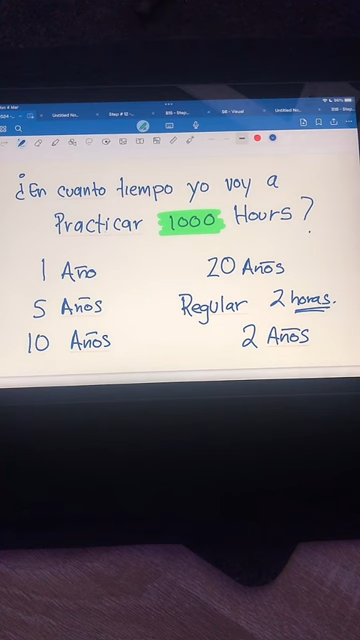 ¿En cuanto tiempo yo voy a
Practicar 1000 Hours?
1 Año
5 Años
10 Años
20 Años
Regular 2 horas.
2 Años